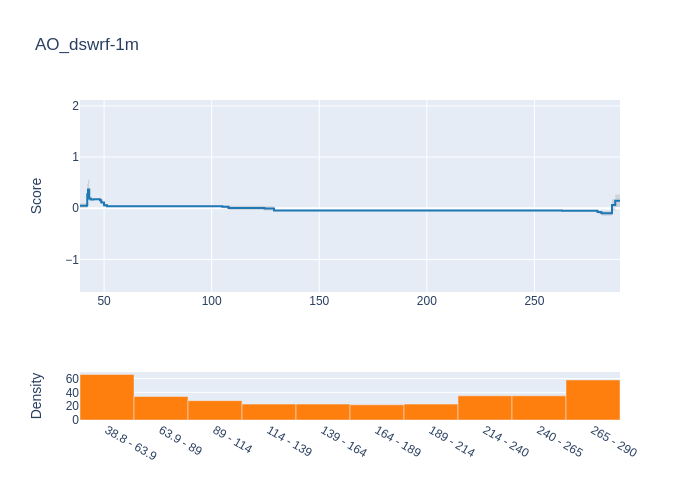 AO_dswrf-1m
2
1
0
−1
Score
50
100
150
200
250
60
40
20
0
Density
38.8 - 63.9
63.9 - 89
89 - 114
114 - 139
139 - 164
164 - 189
189 - 214
214 - 240
240 - 265
265 - 290